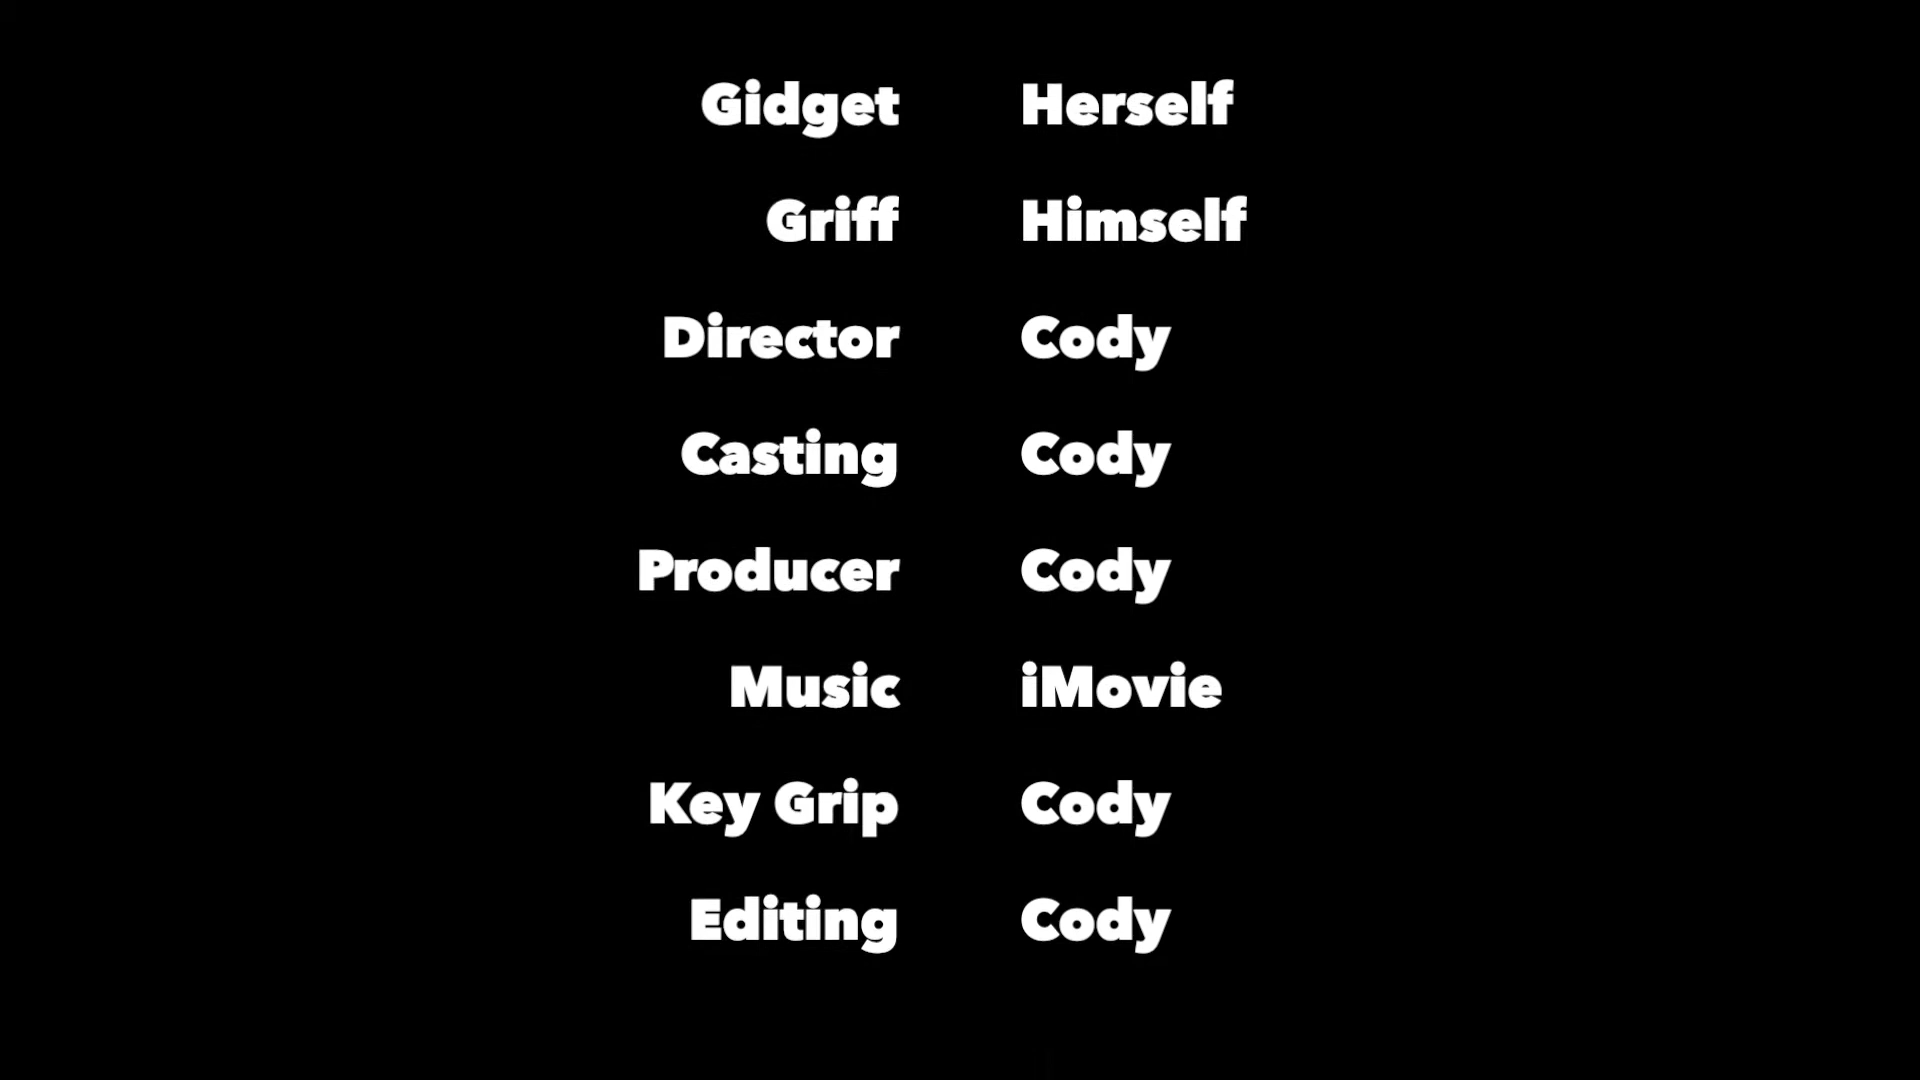 Gidget Herself
Griff Himself
Director Cody
Casting Cody
Producer Cody
Music iMovie
Key Grip Cody
Editing Cody